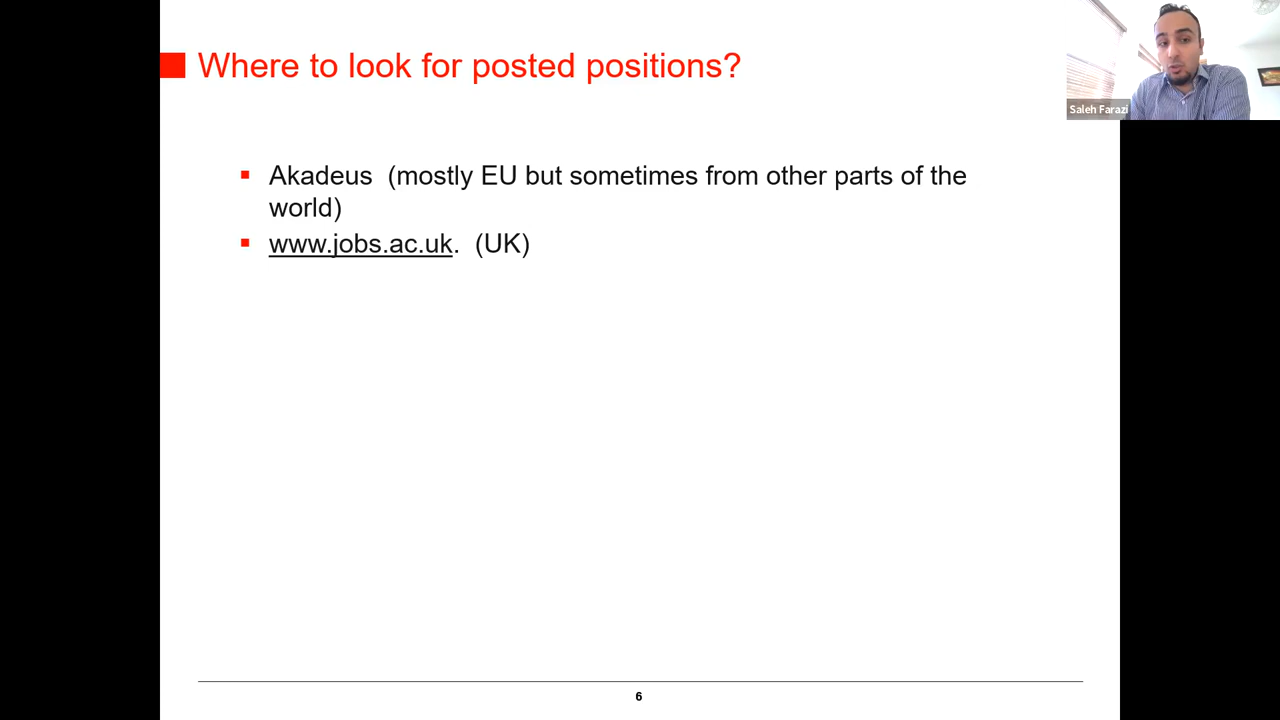 Where to look for posted positions?
Saleh Farazi
Akadeus (mostly EU but sometimes from other parts of the
world)
www.jobs.ac.uk. (UK)
6